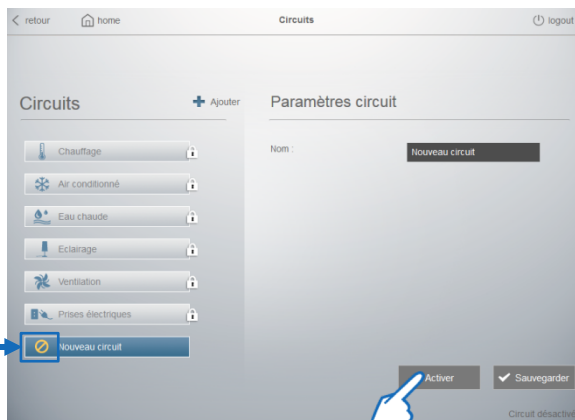 retour
home
Circuits
logout
Circuits
Ajouter
Chauffage
Air conditionné
Eau chaude
Eclairage
Ventilation
Prises électriques
Nouveau circuit
Paramètres circuit
Nom :
Nouveau circuit
Activer
Sauvegarder
Circuit désactivé